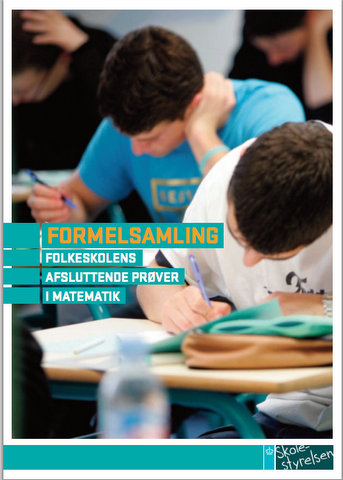 FORMELSAMLING
FOLKESKOLENS
AFSLUTTENDE PRØVER
I MATEMATIK
Skole-
styrelsen